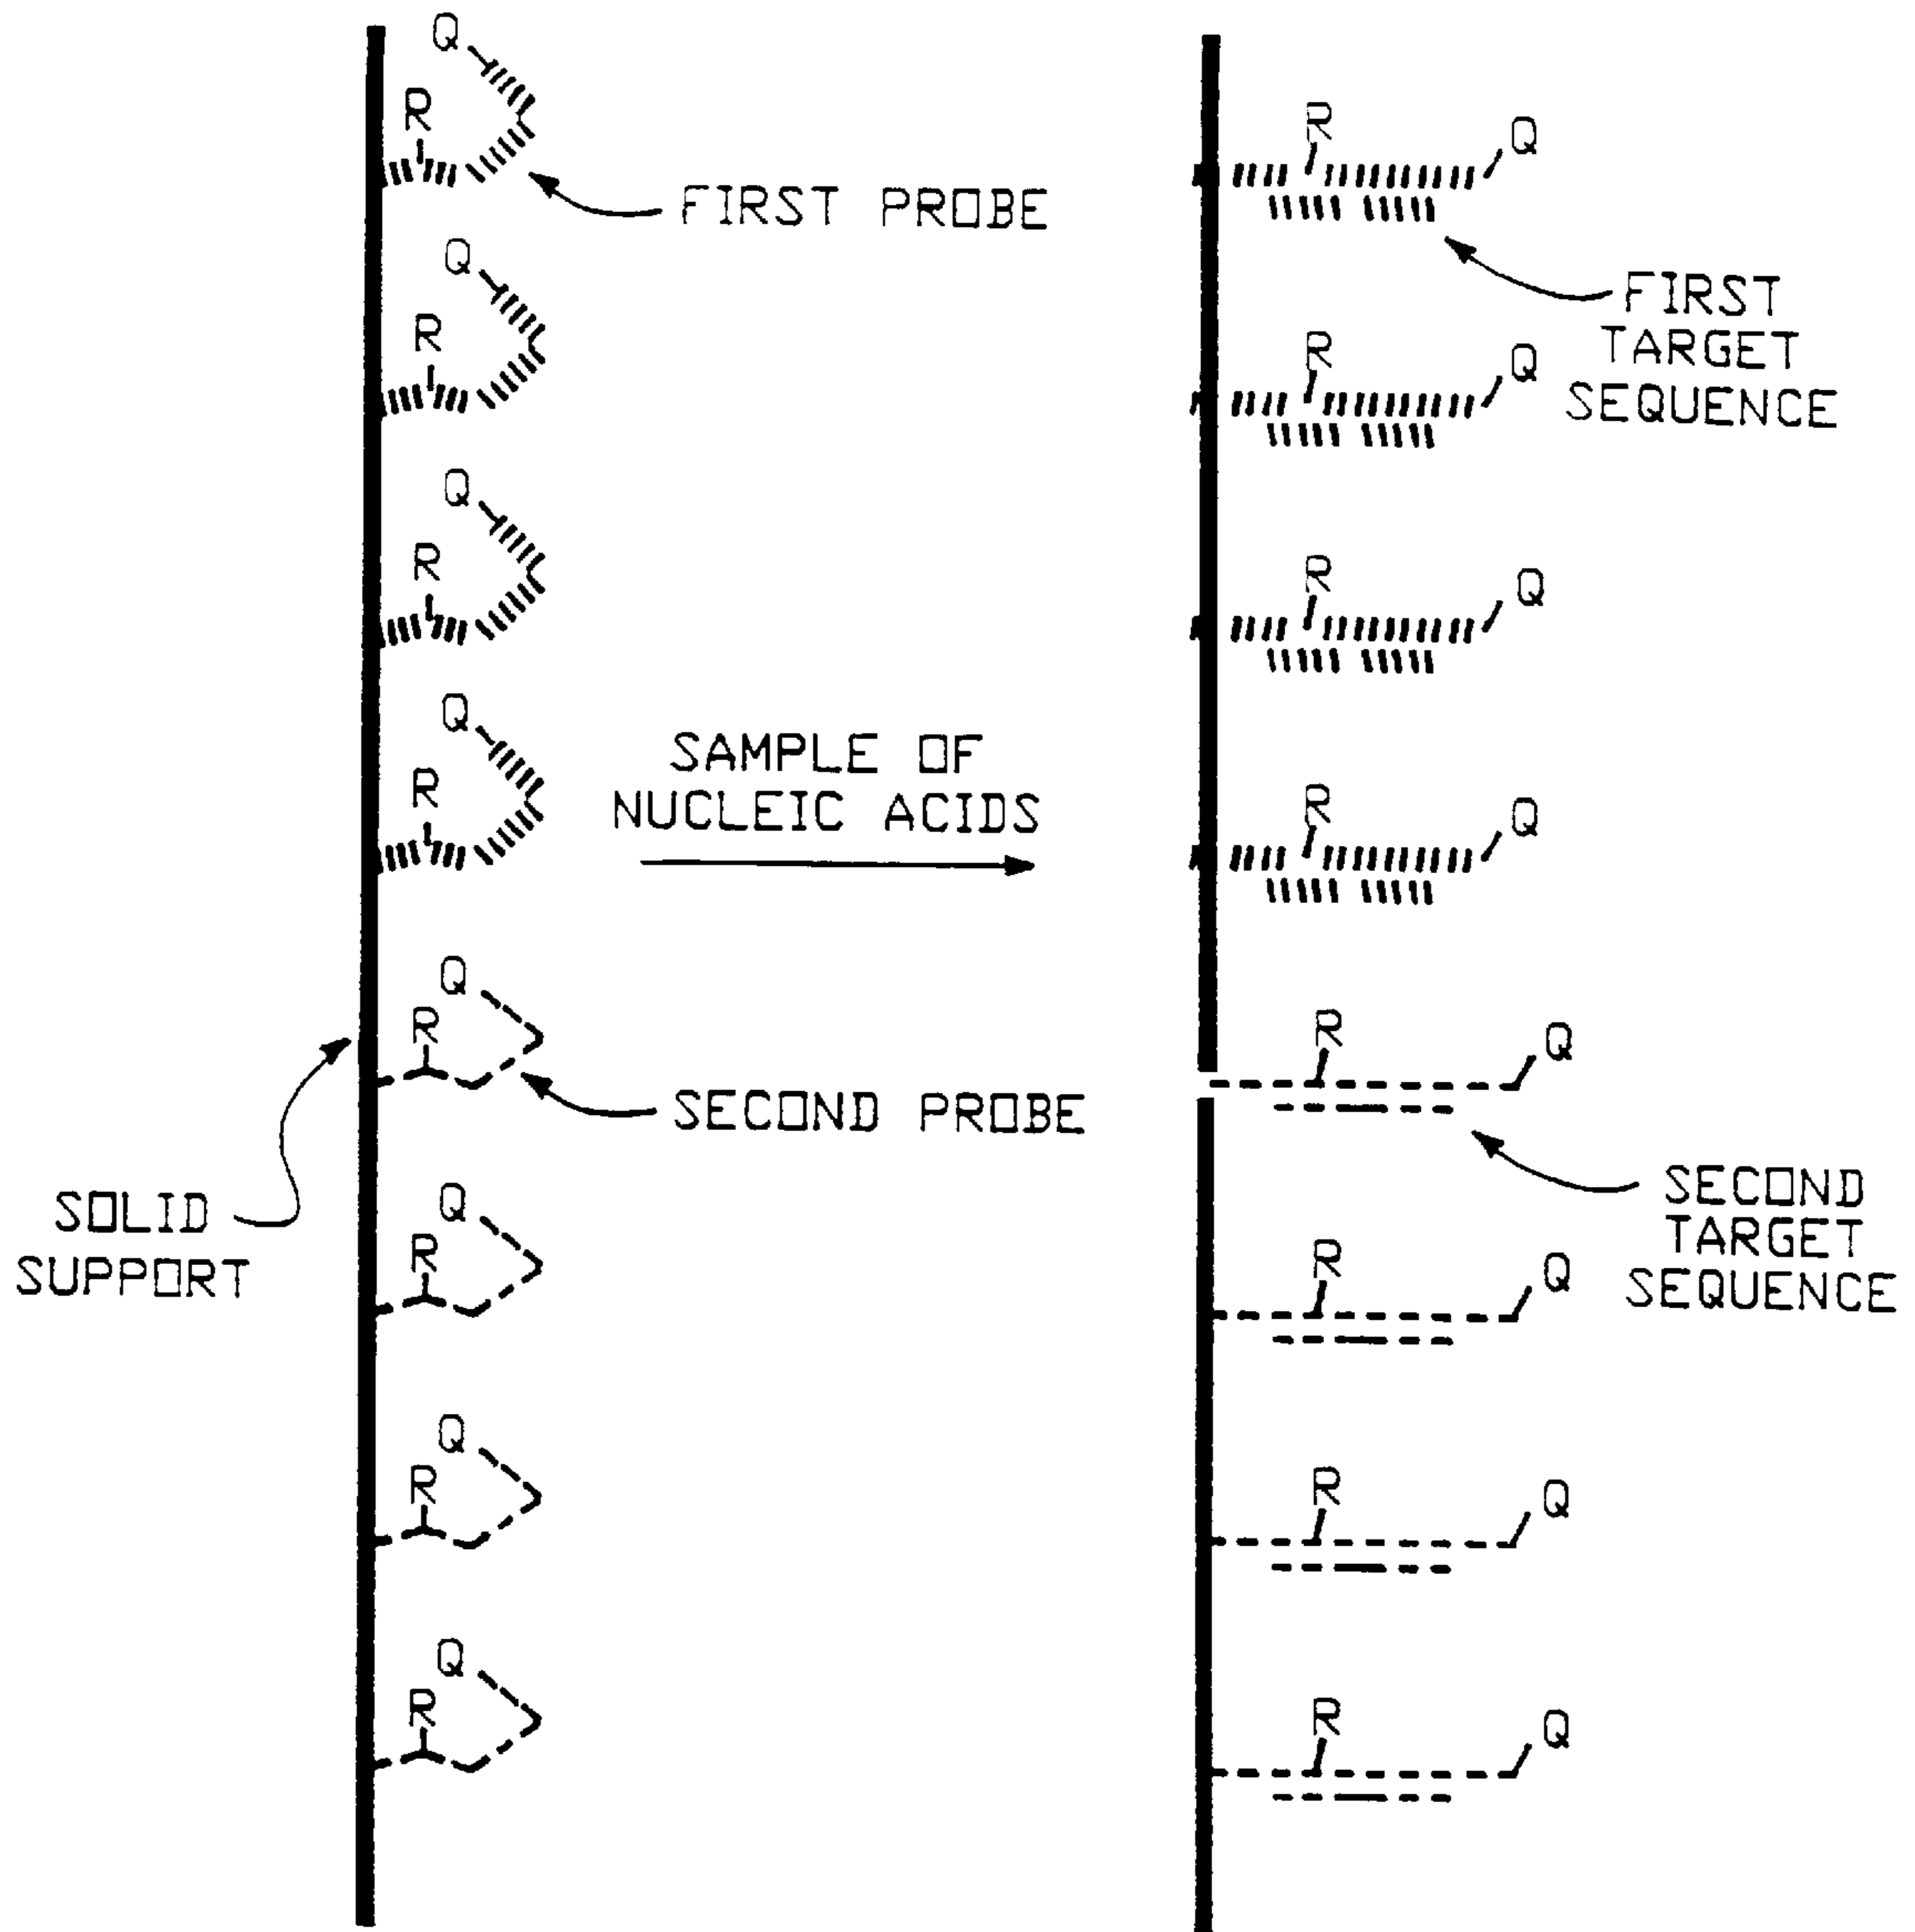 Q
R
FIRST PROBE
Q
R
Q
R
Q
R
SAMPLE OF
NUCLEIC ACIDS
Q
R
SECOND PROBE
SOLID
SUPPORT
Q
R
Q
R
Q
R
R
Q
FIRST
TARGET
SEQUENCE
R
Q
R
Q
R
Q
R
Q
SECOND
TARGET
SEQUENCE
R
Q
R
Q
R
Q